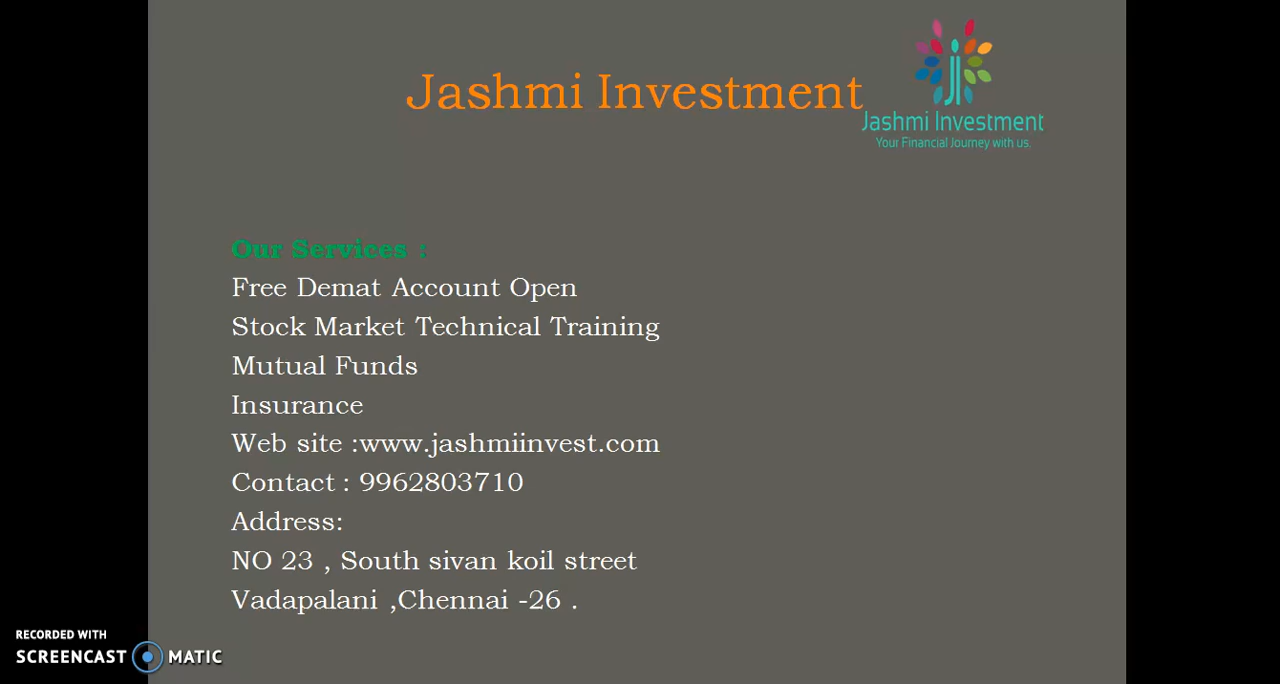 Jashmi Investment
Jashmi Investment
Your Financial Journey with us.
Our Services :
Free Demat Account Open
Stock Market Technical Training
Mutual Funds
Insurance
Web site :www.jashmiinvest.com
Contact : 9962803710
Address:
NO 23 , South sivan koil street
Vadapalani ,Chennai -26 .
RECORDED WITH
SCREENCAST MATIC